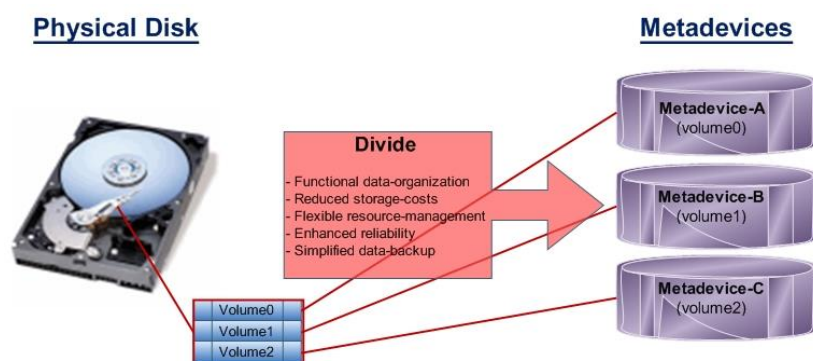 Physical Disk
Metadevices
Metadevice-A
(volume0)
Divide
- Functional data-organization
- Reduced storage-costs
- Flexible resource-management
- Enhanced reliability
- Simplified data-backup
Metadevice-B
(volume1)
Metadevice-C
(volume2)
Volume0
Volume1
Volume2